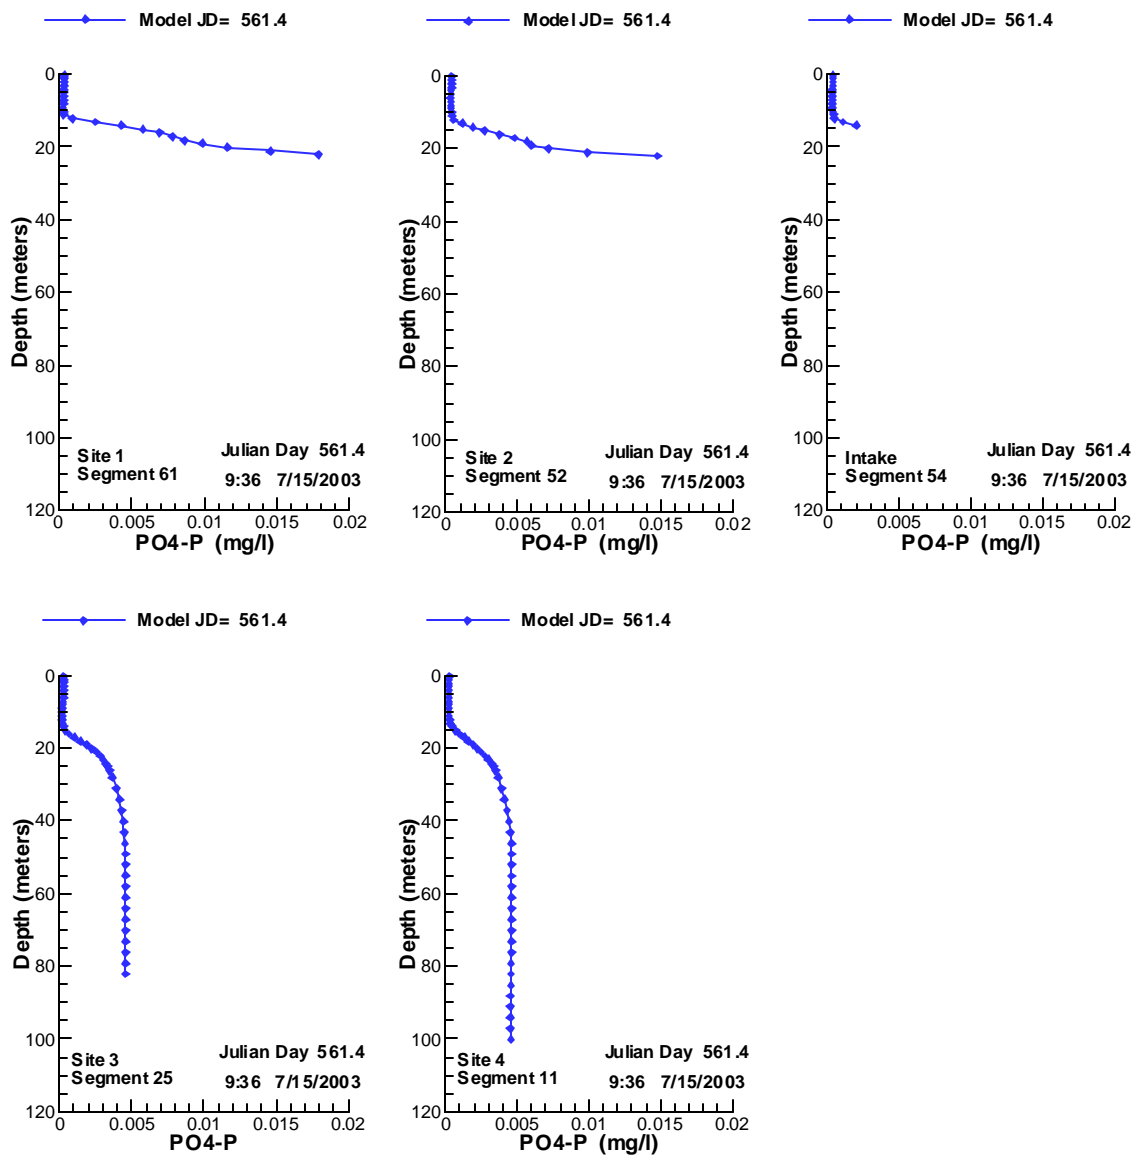 Model JD= 561.4
0
20
40
60
80
100
120
Depth (meters)
Site 1
Segment 61
Julian Day 561.4
9:36 7/15/2003
0 0.005 0.01 0.015 0.02
PO4-P (mg/l)
Model JD= 561.4
0
20
40
60
80
100
120
Depth (meters)
Site 2
Segment 52
Julian Day 561.4
9:36 7/15/2003
0 0.005 0.01 0.015 0.02
PO4-P (mg/l)
Model JD= 561.4
0
20
40
60
80
100
120
Depth (meters)
Intake
Segment 54
Julian Day 561.4
9:36 7/15/2003
0 0.005 0.01 0.015 0.02
PO4-P (mg/l)
Model JD= 561.4
0
20
40
60
80
100
120
Depth (meters)
Site 3
Segment 25
Julian Day 561.4
9:36 7/15/2003
0 0.005 0.01 0.015 0.02
PO4-P
Model JD= 561.4
0
20
40
60
80
100
120
Depth (meters)
Site 4
Segment 11
Julian Day 561.4
9:36 7/15/2003
0 0.005 0.01 0.015 0.02
PO4-P (mg/l)